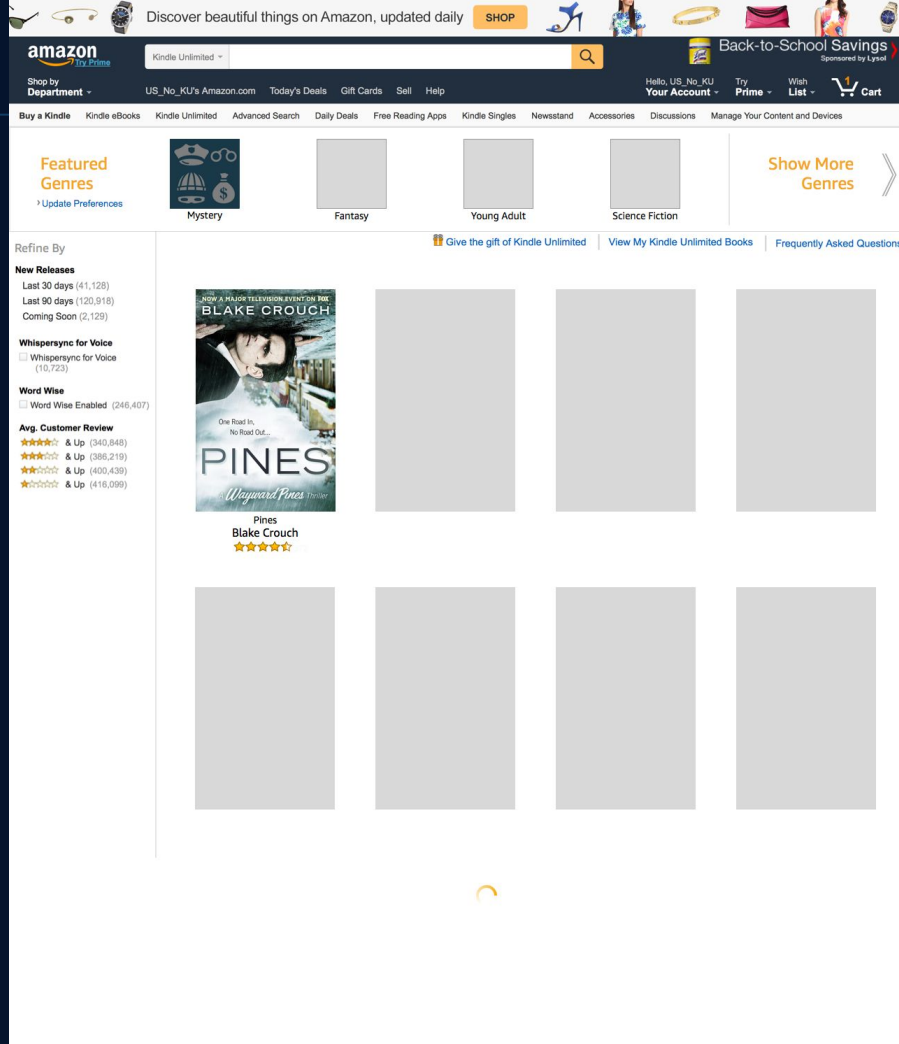 Discover beautiful things on Amazon, updated daily SHOP
amazon
Try Prime
Kindle Unlimited
Back-to-School Savings
Sponsored by Lysol
Shop by
Department
US_No_KU's Amazon.com Today's Deals Gift Cards Sell Help
Hello, US_No_KU
Your Account
Try
Prime
Wish
List
1
Cart
Buy a Kindle Kindle eBooks Kindle Unlimited Advanced Search Daily Deals Free Reading Apps Kindle Singles Newsstand Accessories Discussions Manage Your Content and Devices
Featured
Genres
Update Preferences
Mystery
Fantasy
Young Adult
Science Fiction
Show More
Genres
Give the gift of Kindle Unlimited
View My Kindle Unlimited Books
Frequently Asked Questions
Refine By
New Releases
Last 30 days (41,128)
Last 90 days (120,918)
Coming Soon (2,129)
Whispersync for Voice
Whispersync for Voice
(10,723)
Word Wise
Word Wise Enabled (246,407)
Avg. Customer Review
& Up (340,848)
& Up (386,219)
& Up (400,439)
& Up (416,099)
NOW A MAJOR TELEVISION EVENT ON FOX
BLAKE CROUCH
One Road In,
No Road Out...
PINES
A Wayward Pines Thriller
Pines
Blake Crouch